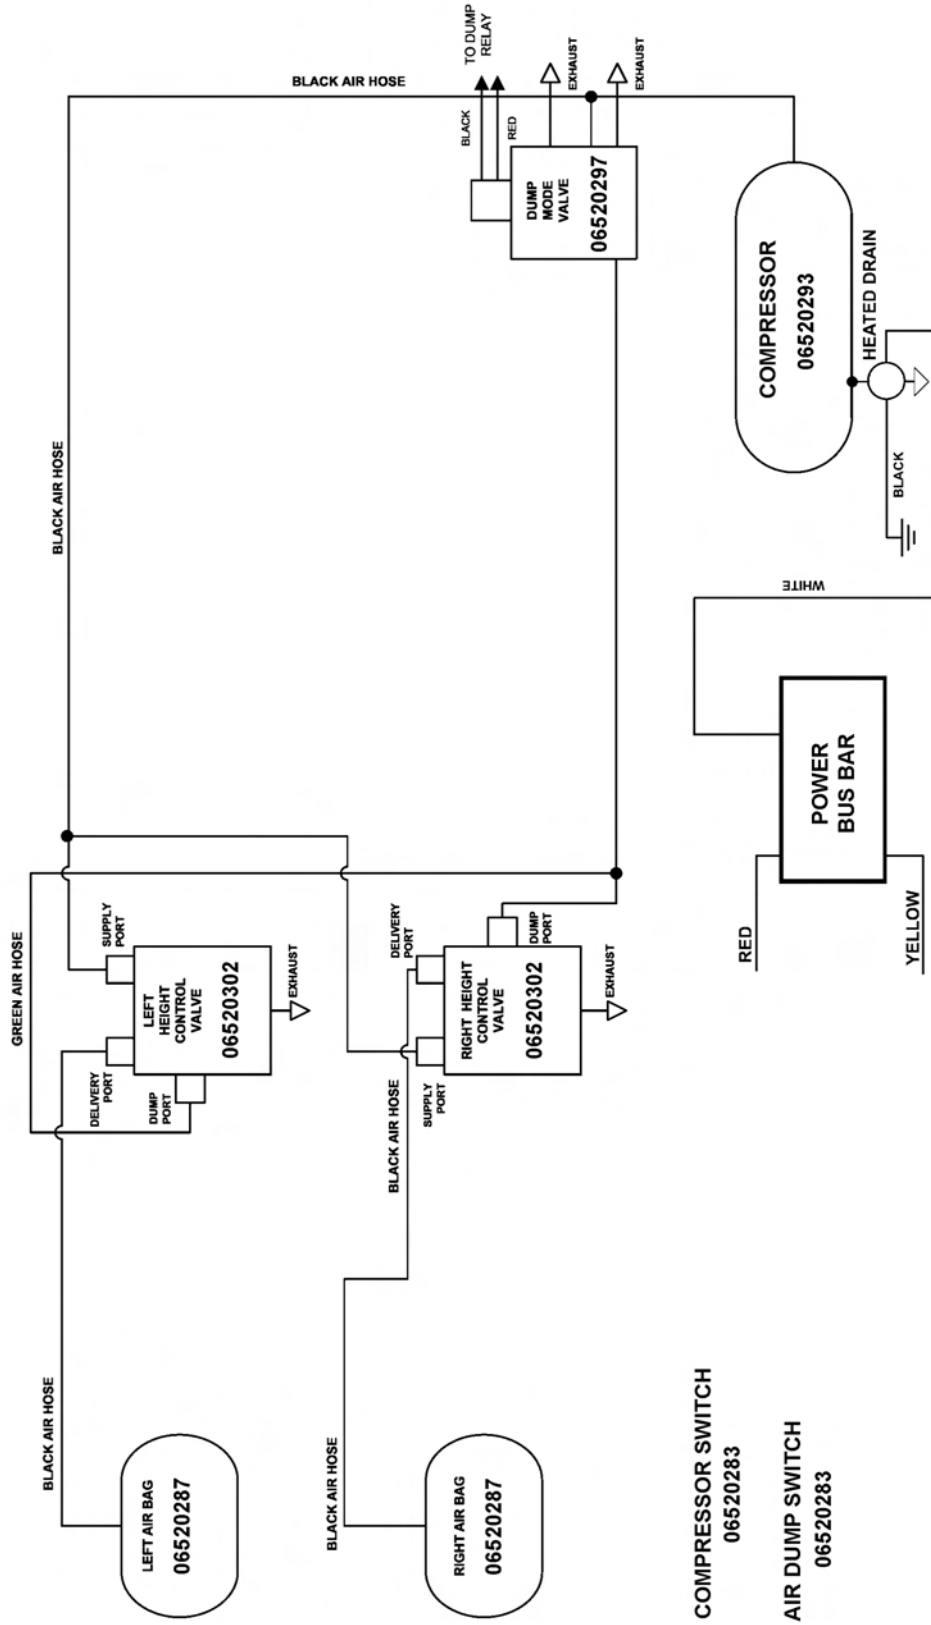 LEFT AIR BAG
06520287
BLACK AIR HOSE
GREEN AIR HOSE
DELIVERY
PORT
SUPPLY
PORT
DUMP
PORT
LEFT
HEIGHT
CONTROL
VALVE
06520302
EXHAUST
BLACK AIR HOSE
BLACK AIR HOSE
TO DUMP
RELAY
BLACK
RED
EXHAUST
EXHAUST
DUMP
MODE
VALVE
06520297
RIGHT AIR BAG
06520287
BLACK AIR HOSE
BLACK AIR HOSE
SUPPLY
PORT
DELIVERY
PORT
DUMP
PORT
RIGHT HEIGHT
CONTROL
VALVE
06520302
EXHAUST
COMPRESSOR SWITCH
06520283
AIR DUMP SWITCH
06520283
RED
YELLOW
POWER
BUS BAR
WHITE
COMPRESSOR
06520293
HEATED DRAIN
BLACK